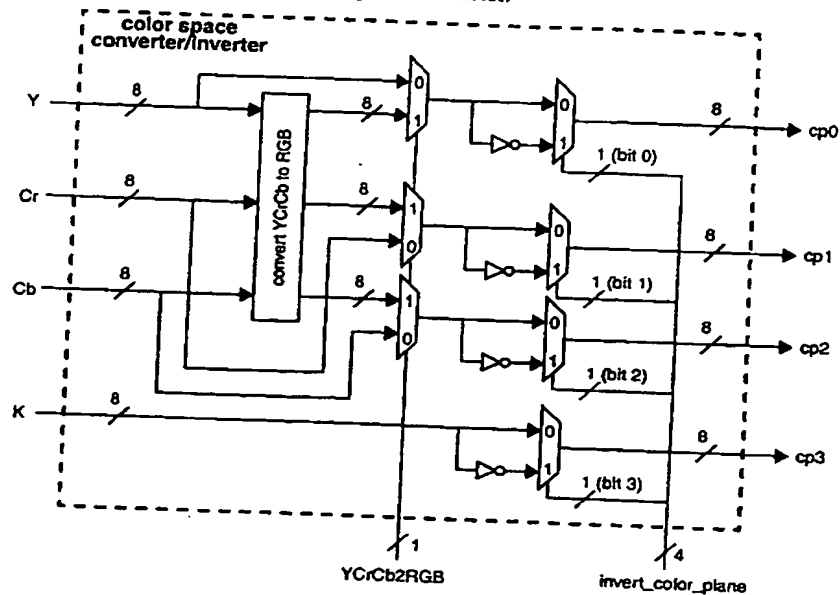 color space
converter/inverter
Y
8
8
0
1
0
1
8
cp0
1 (bit 0)
convert YCrCb to RGB
Cr
8
8
1
0
0
1
8
cp1
1 (bit 1)
Cb
8
8
1
0
0
1
8
cp2
1 (bit 2)
K
8
0
1
8
cp3
1 (bit 3)
1
YCrCb2RGB
4
invert_color_plane